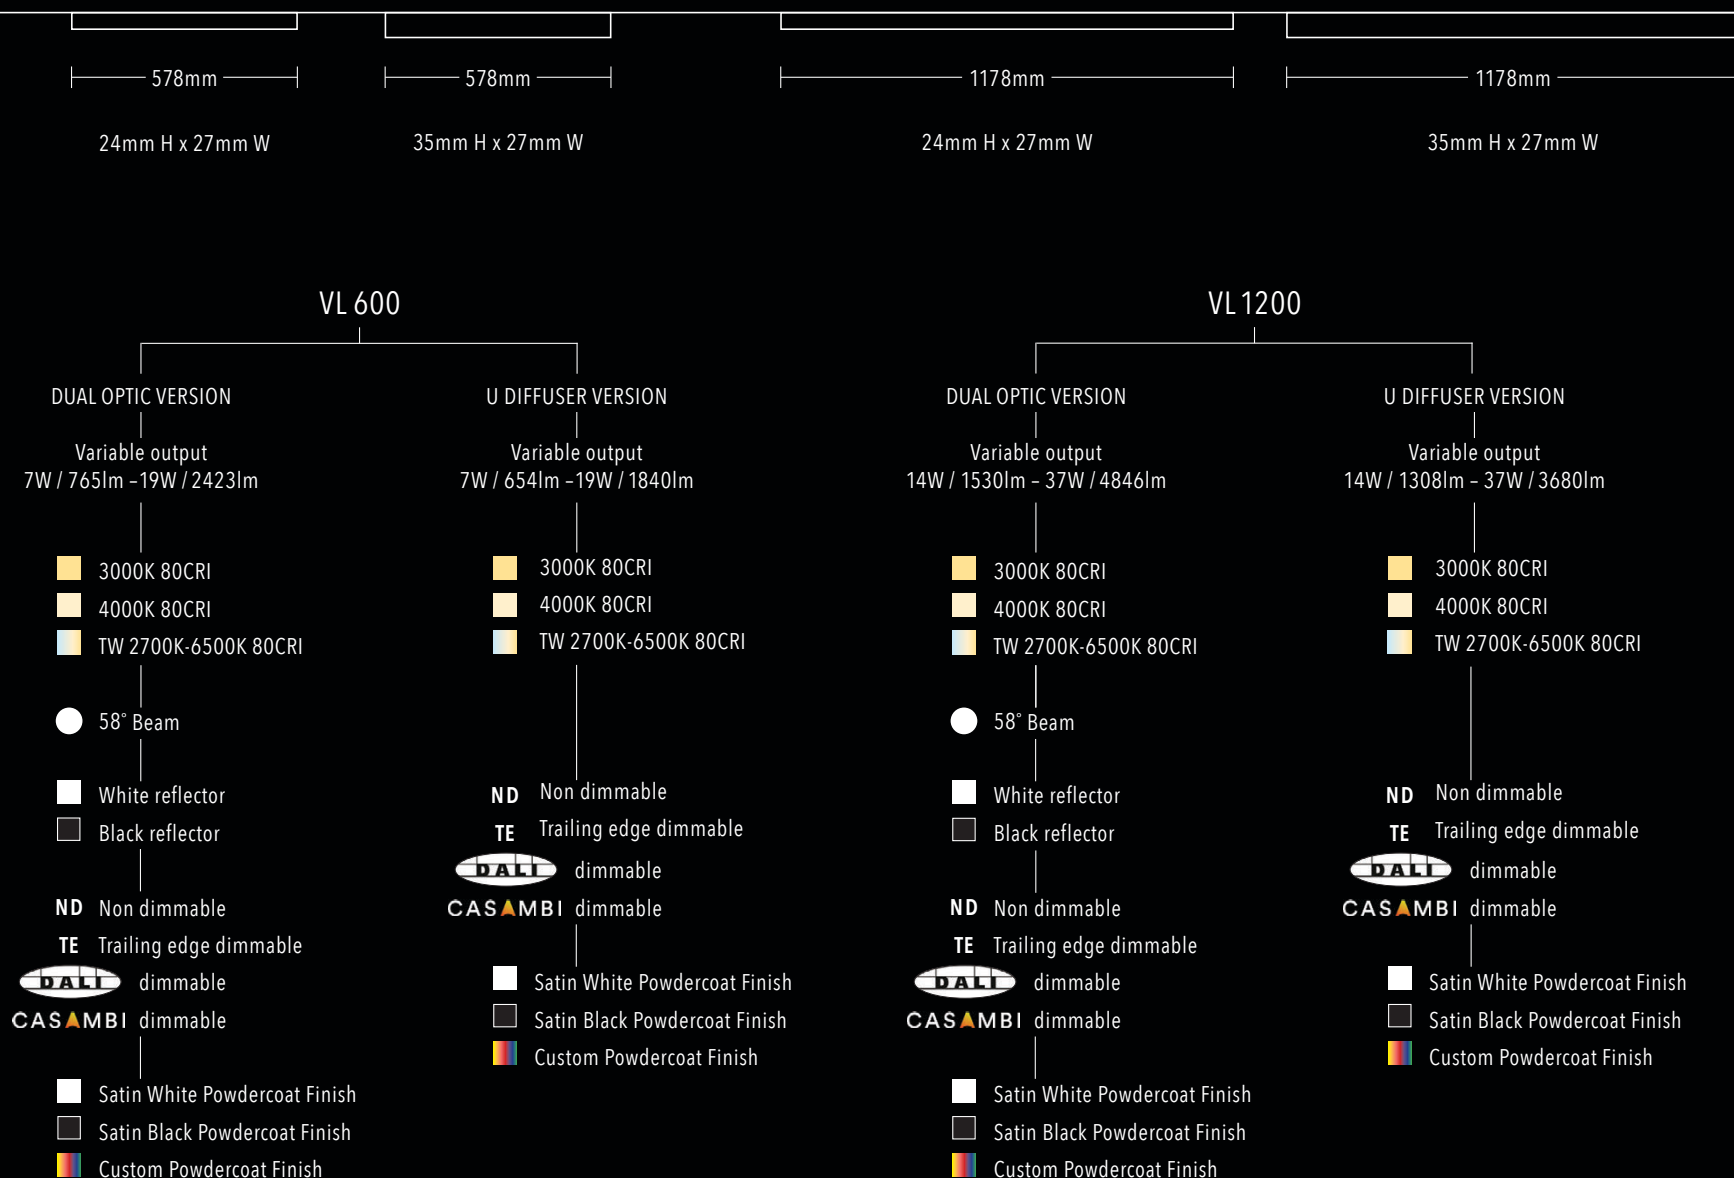 578mm
578mm
1178mm
1178mm
24mm H x 27mm W
35mm H x 27mm W
24mm H x 27mm W
35mm H x 27mm W
VL 600
DUAL OPTIC VERSION
Variable output
7W / 765lm –19W / 2423lm
3000K 80CRI
4000K 80CRI
TW 2700K-6500K 80CRI
58° Beam
White reflector
Black reflector
ND Non dimmable
TE Trailing edge dimmable
DALI dimmable
CASAMBI dimmable
Satin White Powdercoat Finish
Satin Black Powdercoat Finish
Custom Powdercoat Finish
U DIFFUSER VERSION
Variable output
7W / 654lm –19W / 1840lm
3000K 80CRI
4000K 80CRI
TW 2700K-6500K 80CRI
ND Non dimmable
TE Trailing edge dimmable
DALI dimmable
CASAMBI dimmable
Satin White Powdercoat Finish
Satin Black Powdercoat Finish
Custom Powdercoat Finish
VL 1200
DUAL OPTIC VERSION
Variable output
14W / 1530lm – 37W / 4846lm
3000K 80CRI
4000K 80CRI
TW 2700K-6500K 80CRI
58° Beam
White reflector
Black reflector
ND Non dimmable
TE Trailing edge dimmable
DALI dimmable
CASAMBI dimmable
Satin White Powdercoat Finish
Satin Black Powdercoat Finish
Custom Powdercoat Finish
U DIFFUSER VERSION
Variable output
14W / 1308lm – 37W / 3680lm
3000K 80CRI
4000K 80CRI
TW 2700K-6500K 80CRI
ND Non dimmable
TE Trailing edge dimmable
DALI dimmable
CASAMBI dimmable
Satin White Powdercoat Finish
Satin Black Powdercoat Finish
Custom Powdercoat Finish